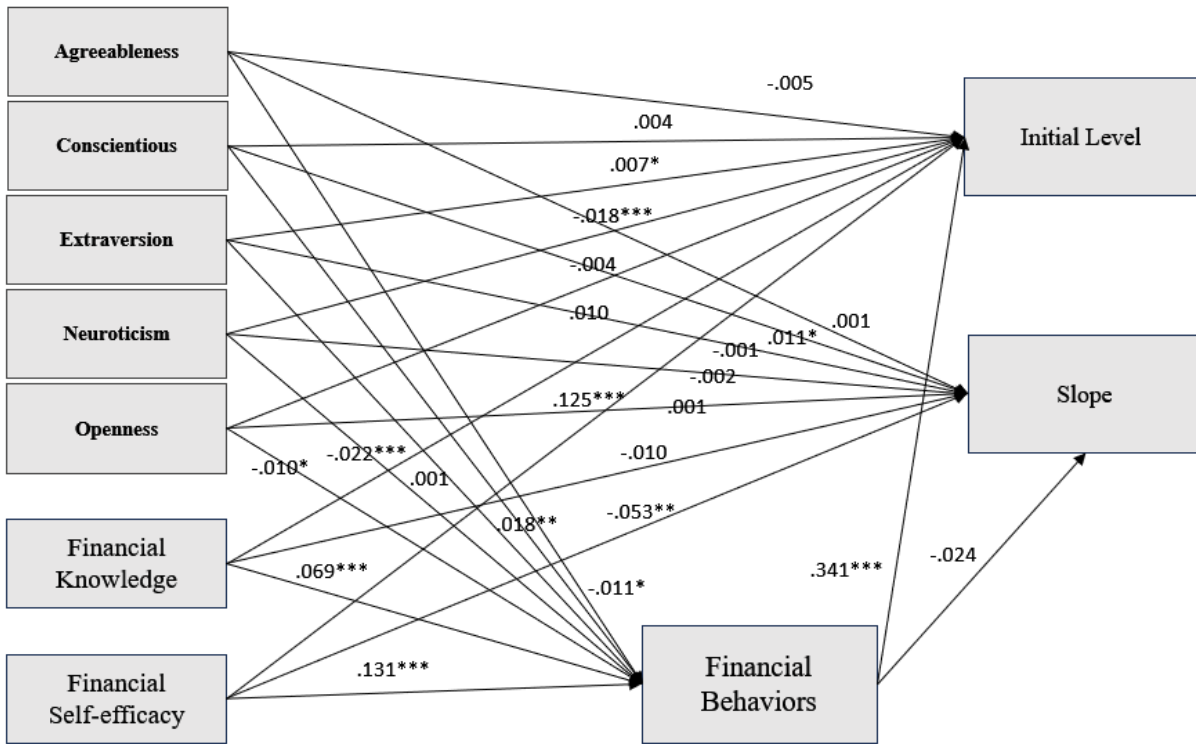 Agreeableness
-.005
Conscientious
.004
Initial Level
.007*
Extraversion
-.018***
-.004
Neuroticism
.010
.001
.011*
-.001
-.002
Slope
Openness
.125***
.001
-.010*
-.022***
.001
-.010
Financial
Knowledge
.018**
-.053**
.069***
-.011*
.341***
-.024
Financial
Self-efficacy
.131***
Financial
Behaviors